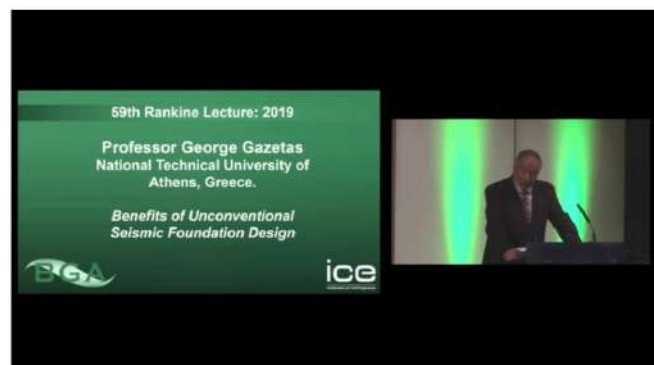 59th Rankine Lecture: 2019
Professor George Gazetas
National Technical University of
Athens, Greece.
Benefits of Unconventional
Seismic Foundation Design
BGA
ice